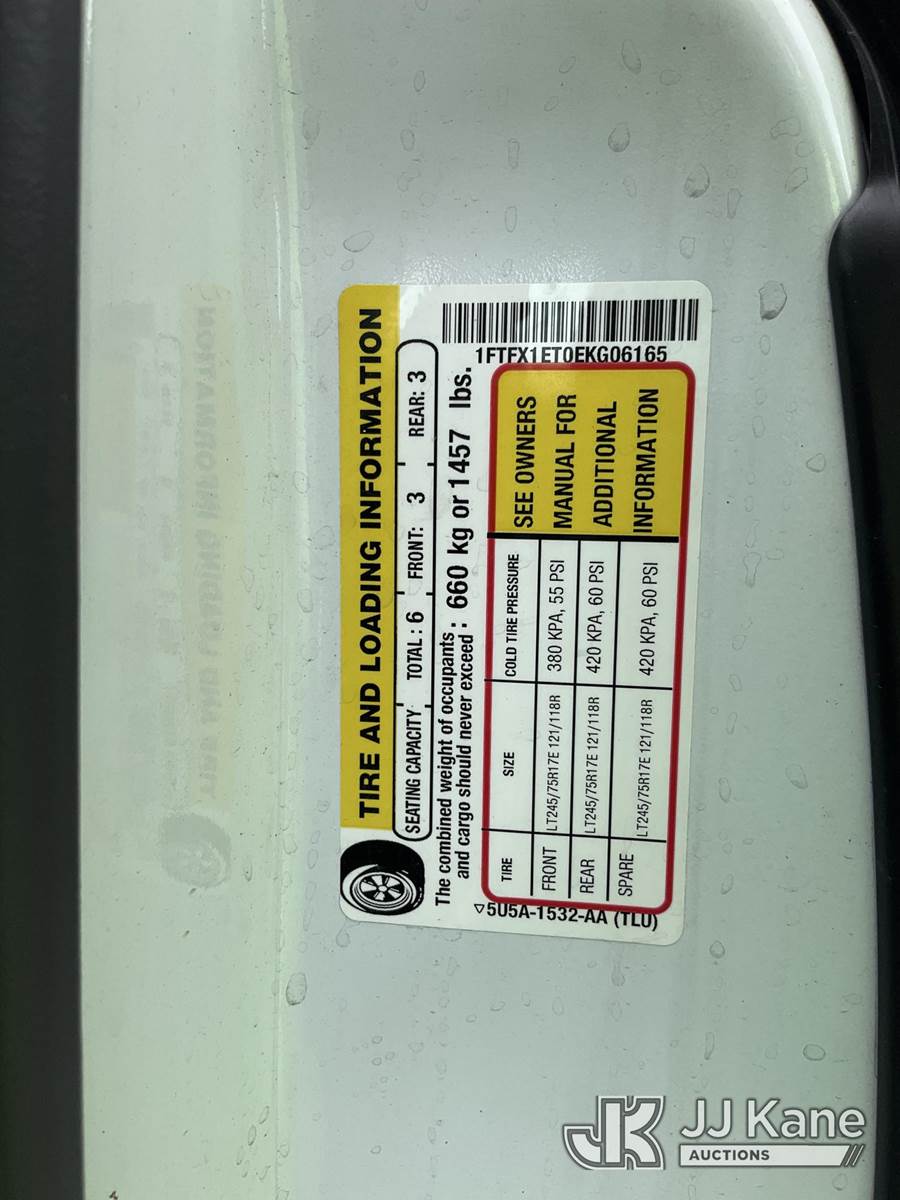 TIRE AND LOADING INFORMATION
SEATING CAPACITY TOTAL: 6 FRONT: 3 REAR: 3
The combined weight of occupants
and cargo should never exceed : 660 kg or 1457 lbs.
TIRE SIZE COLD TIRE PRESSURE
FRONT LT245/75R17E 121/118R 380 KPA, 55 PSI
REAR LT245/75R17E 121/118R 420 KPA, 60 PSI
SPARE LT245/75R17E 121/118R 420 KPA, 60 PSI
SEE OWNERS
MANUAL FOR
ADDITIONAL
INFORMATION
1FTFX1ET0EKG06165
5U5A-1532-AA (TLU)
JK JJ Kane
AUCTIONS